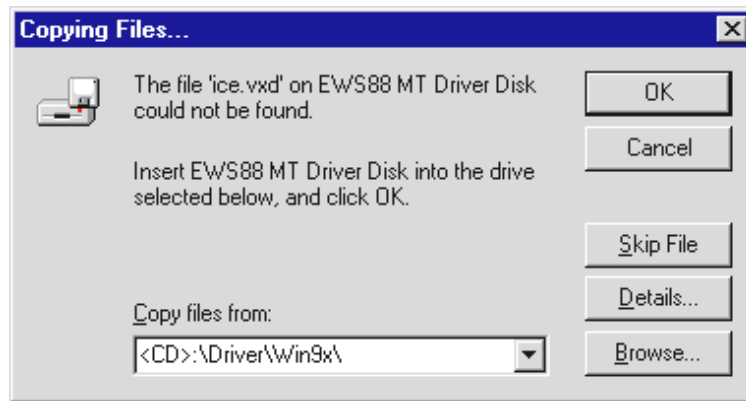 Copying Files...
The file 'ice.vxd' on EWS88 MT Driver Disk
could not be found.
Insert EWS88 MT Driver Disk into the drive
selected below, and click OK.
Copy files from:
<CD>:\Driver\Win9x\
OK
Cancel
Skip File
Details...
Browse...